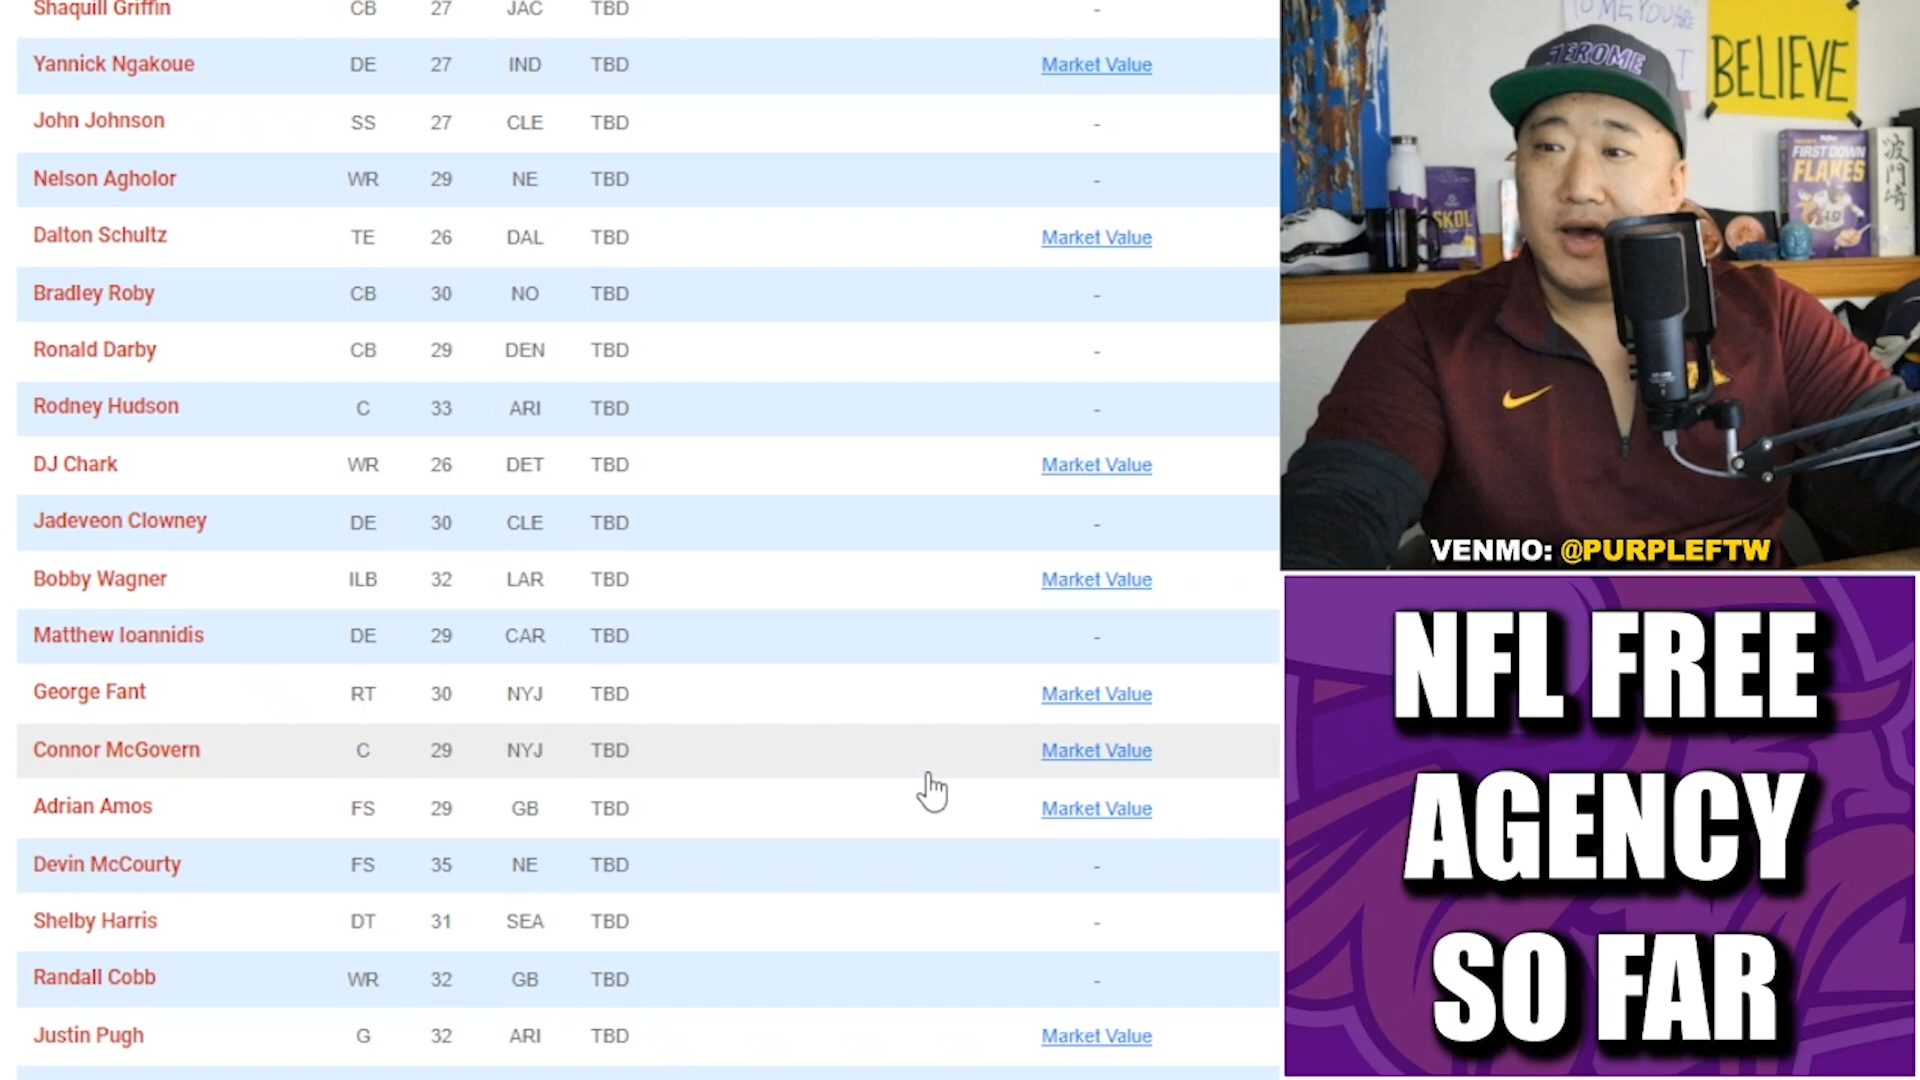 Shaquill Griffin CB 27 JAC TBD -
Yannick Ngakoue DE 27 IND TBD Market Value
John Johnson SS 27 CLE TBD -
Nelson Agholor WR 29 NE TBD -
Dalton Schultz TE 26 DAL TBD Market Value
Bradley Roby CB 30 NO TBD -
Ronald Darby CB 29 DEN TBD -
Rodney Hudson C 33 ARI TBD -
DJ Chark WR 26 DET TBD Market Value
Jadeveon Clowney DE 30 CLE TBD -
Bobby Wagner ILB 32 LAR TBD Market Value
Matthew Ioannidis DE 29 CAR TBD -
George Fant RT 30 NYJ TBD Market Value
Connor McGovern C 29 NYJ TBD Market Value
Adrian Amos FS 29 GB TBD Market Value
Devin McCourty FS 35 NE TBD -
Shelby Harris DT 31 SEA TBD -
Randall Cobb WR 32 GB TBD -
Justin Pugh G 32 ARI TBD Market Value
TO ME YOU ARE
BELIEVE
JEROME
FIRST DOWN
FLAKES
SKOL
波門崎
VENMO: @PURPLEFTW
NFL FREE
AGENCY
SO FAR